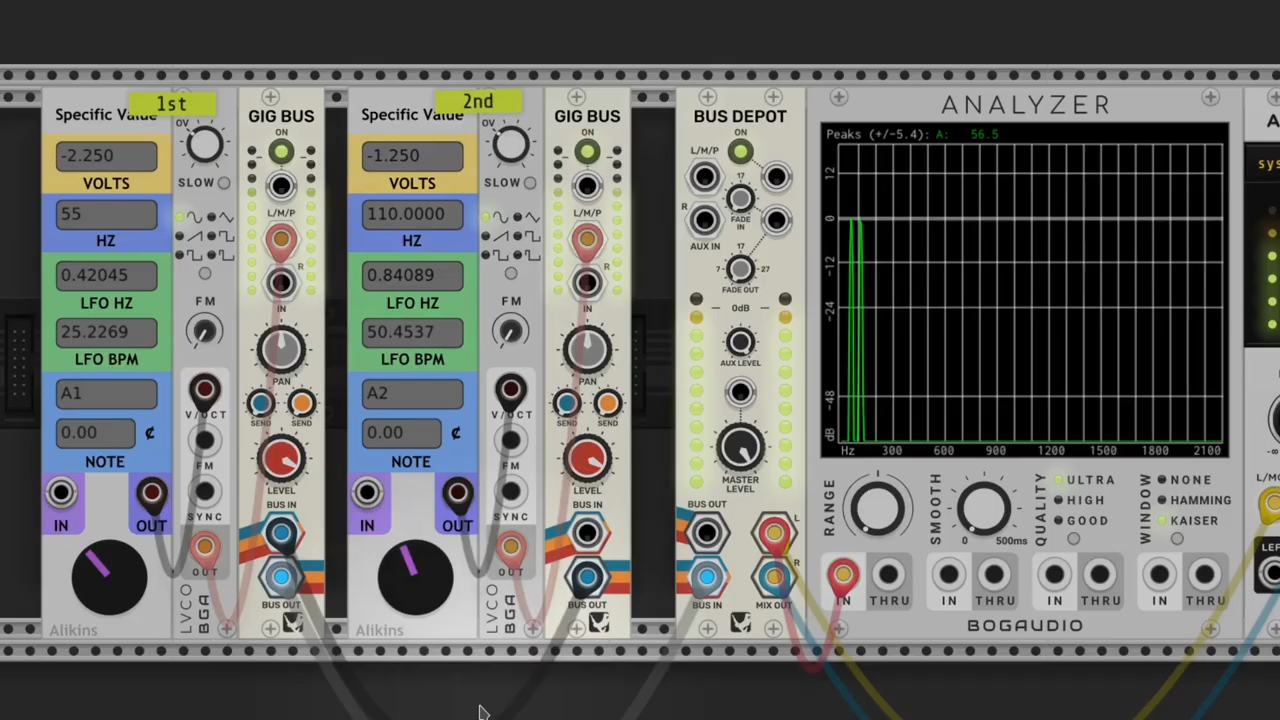 1st
Specific Value
-2.250
VOLTS
55
HZ
0.42045
LFO HZ
25.2269
LFO BPM
A1
0.00 ¢
NOTE
IN
OUT
Alikins
0V
SLOW
FM
V/OCT
FM
SYNC
OUT
LVCO
BGA
GIG BUS
ON
L/M/P
R
IN
PAN
SEND
SEND
LEVEL
BUS IN
BUS OUT
2nd
Specific Value
-1.250
VOLTS
110.0000
HZ
0.84089
LFO HZ
50.4537
LFO BPM
A2
0.00 ¢
NOTE
IN
OUT
Alikins
0V
SLOW
FM
V/OCT
FM
SYNC
OUT
LVCO
BGA
GIG BUS
ON
L/M/P
R
IN
PAN
SEND
SEND
LEVEL
BUS IN
BUS OUT
BUS DEPOT
ON
L/M/P
17
R
FADE
IN
AUX IN
17
7
27
FADE OUT
0dB
AUX LEVEL
MASTER
LEVEL
BUS OUT
L
R
BUS IN
MIX OUT
ANALYZER
Peaks (+/-5.4): A: 56.5
12
0
-12
-24
-48
dB
Hz 300 600 900 1200 1500 1800 2100
RANGE
SMOOTH
0
500ms
QUALITY
ULTRA
HIGH
GOOD
WINDOW
NONE
HAMMING
KAISER
IN THRU
IN THRU
IN THRU
IN THRU
BOGAUDIO